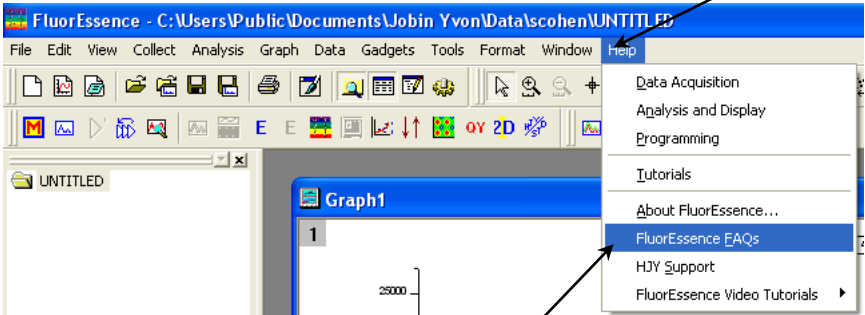 FluorEssence - C:\Users\Public\Documents\Jobin Yvon\Data\scohen\UNTITLED
File Edit View Collect Analysis Graph Data Gadgets Tools Format Window Help
M E E QY 2D
UNTITLED
Graph1
1
25000
Data Acquisition
Analysis and Display
Programming
Tutorials
About FluorEssence...
FluorEssence FAQs
HJY Support
FluorEssence Video Tutorials